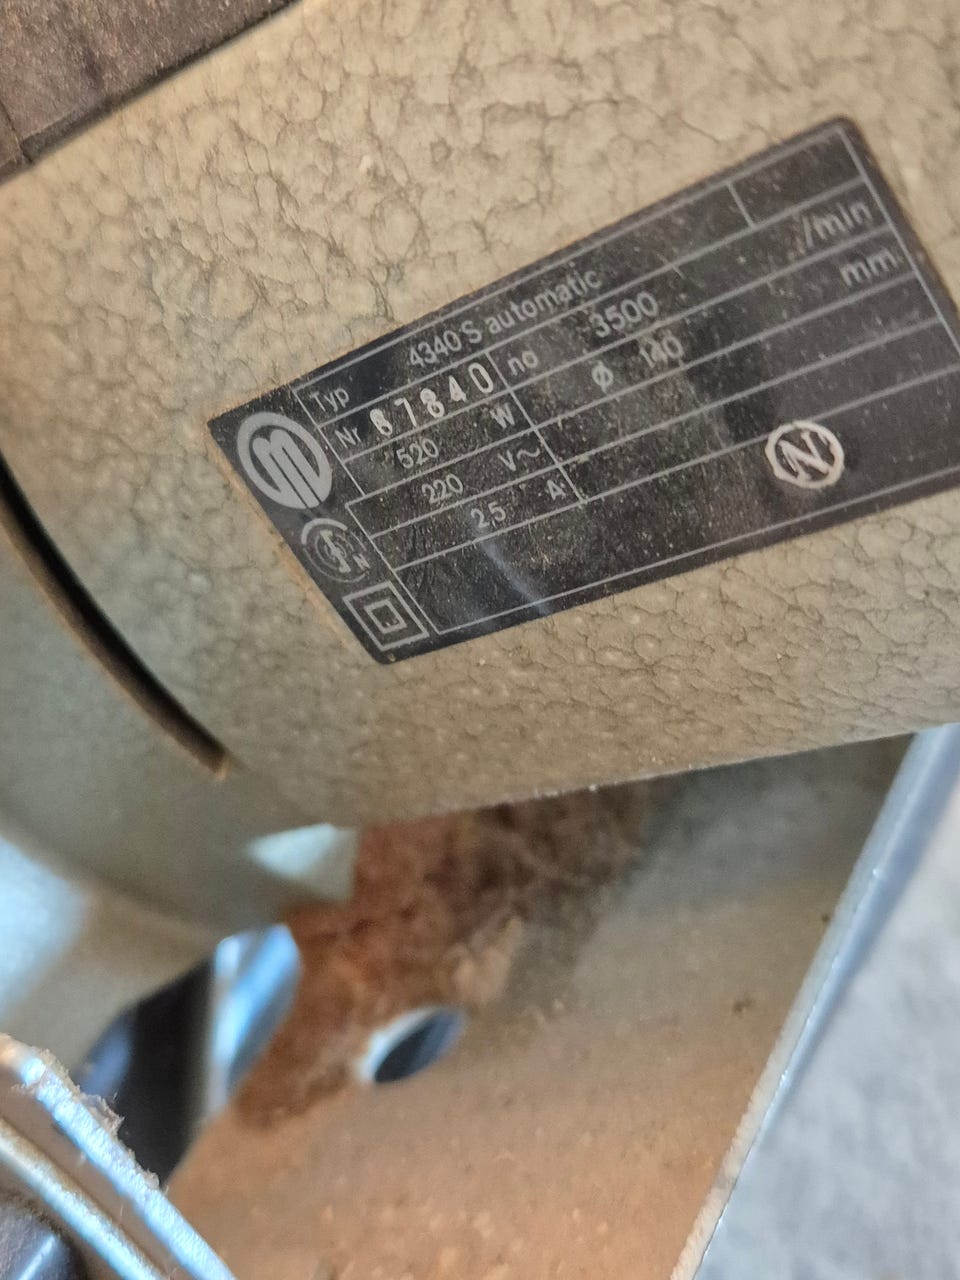 Typ 4340 S automatic
Nr 87840 no 3500 /min
520 W ø 140 mm
220 V~
2,5 A
N